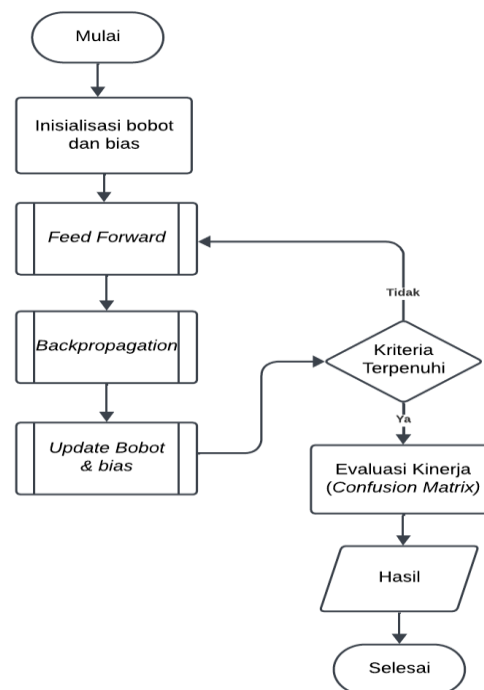 Mulai
Inisialisasi bobot
dan bias
Feed Forward
Backpropagation
Update Bobot
& bias
Tidak
Kriteria
Terpenuhi
Ya
Evaluasi Kinerja
(Confusion Matrix)
Hasil
Selesai